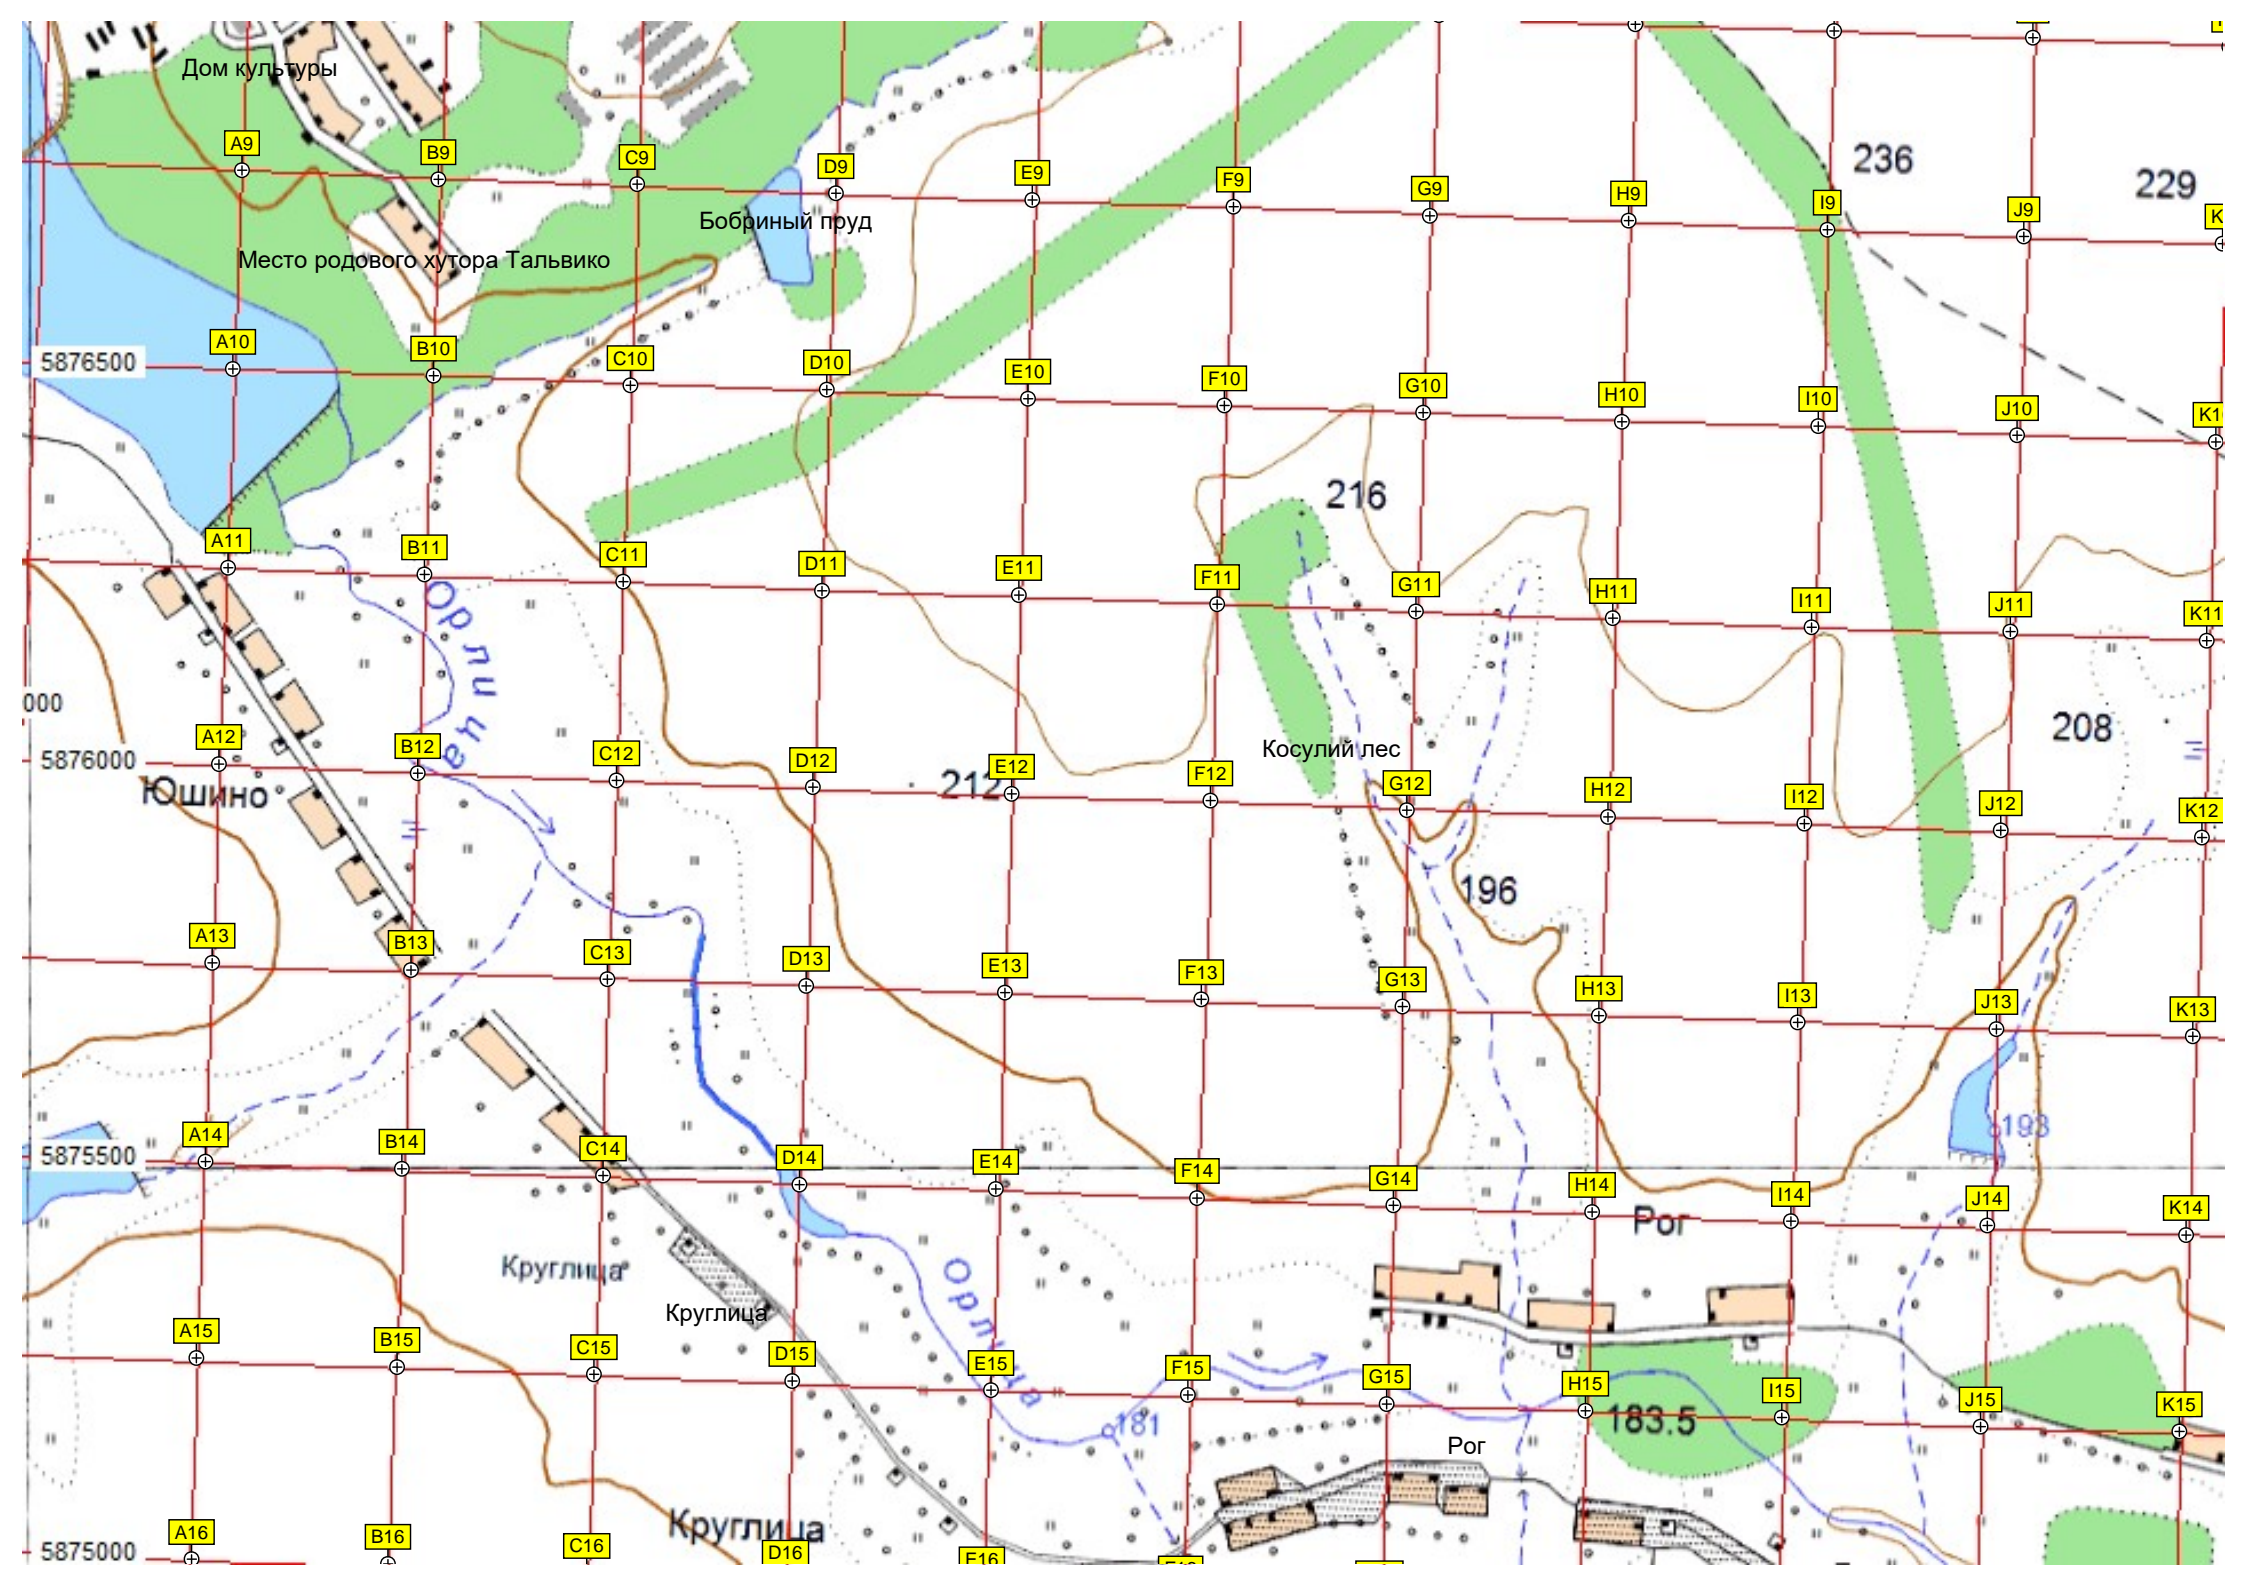 Дом культуры
A9 B9 C9 D9 E9 F9 G9 H9 I9 J9
236
229
Бобриный пруд
Место родового хутора Тальвико
5876500
A10 B10 C10 D10 E10 F10 G10 H10 I10 J10
216
A11 B11 C11 D11 E11 F11 G11 H11 I11 J11 K11
Орлица
000
208
Косулий лес
5876000
A12 B12 C12 D12 E12 F12 G12 H12 I12 J12 K12
212
Юшино
196
A13 B13 C13 D13 E13 F13 G13 H13 I13 J13 K13
193
5875500
A14 B14 C14 D14 E14 F14 G14 H14 I14 J14 K14
Рог
Круглица
Круглица
Орлица
A15 B15 C15 D15 E15 F15 G15 H15 I15 J15 K15
181
183.5
Рог
Круглица
A16 B16 C16 D16 E16
5875000